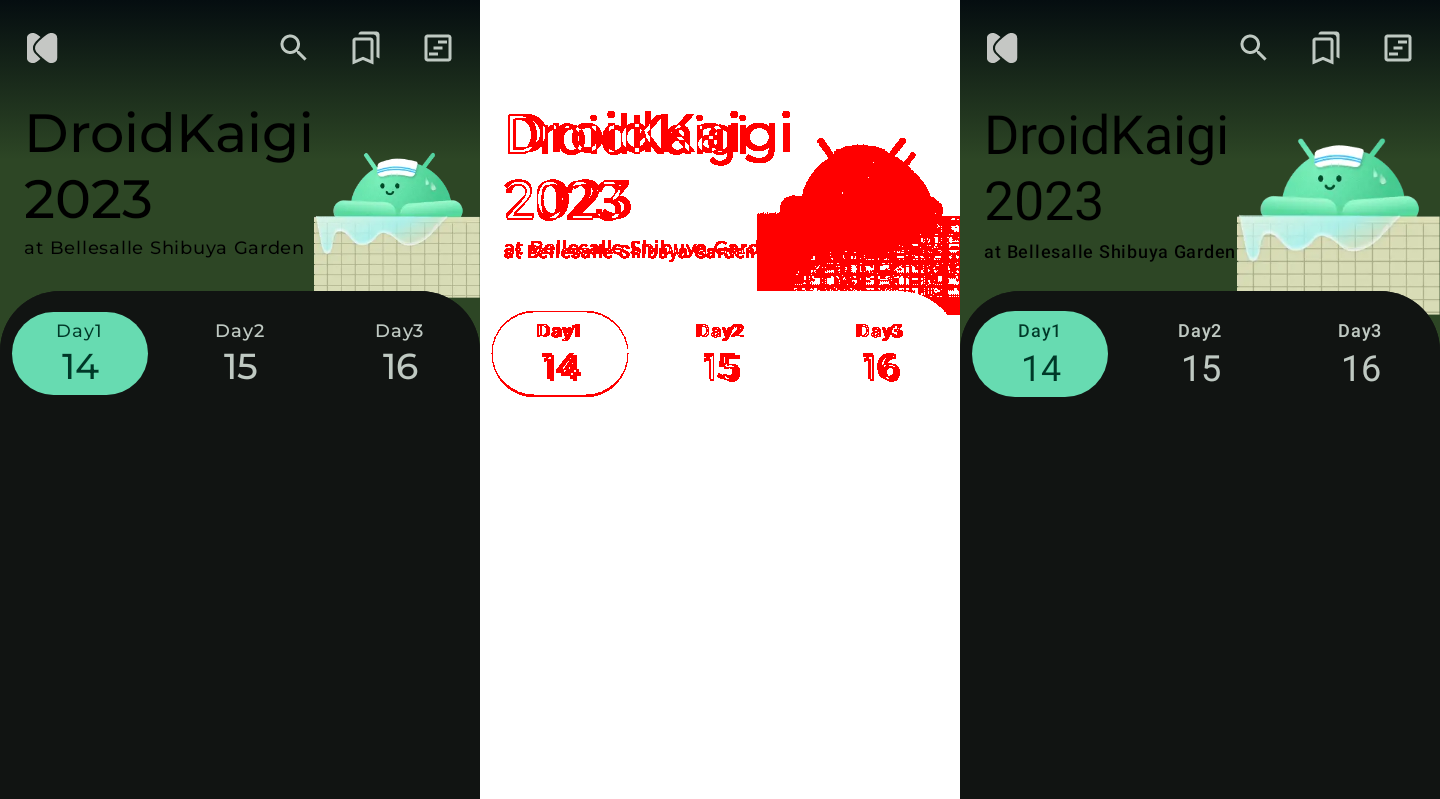 DroidKaigi
2023
at Bellesalle Shibuya Garden
Day1 Day2 Day3
14 15 16
DroidKaigi
2023
at Bellesalle Shibuya Garden
Day1 Day2 Day3
14 15 16
DroidKaigi
2023
at Bellesalle Shibuya Garden
Day1 Day2 Day3
14 15 16